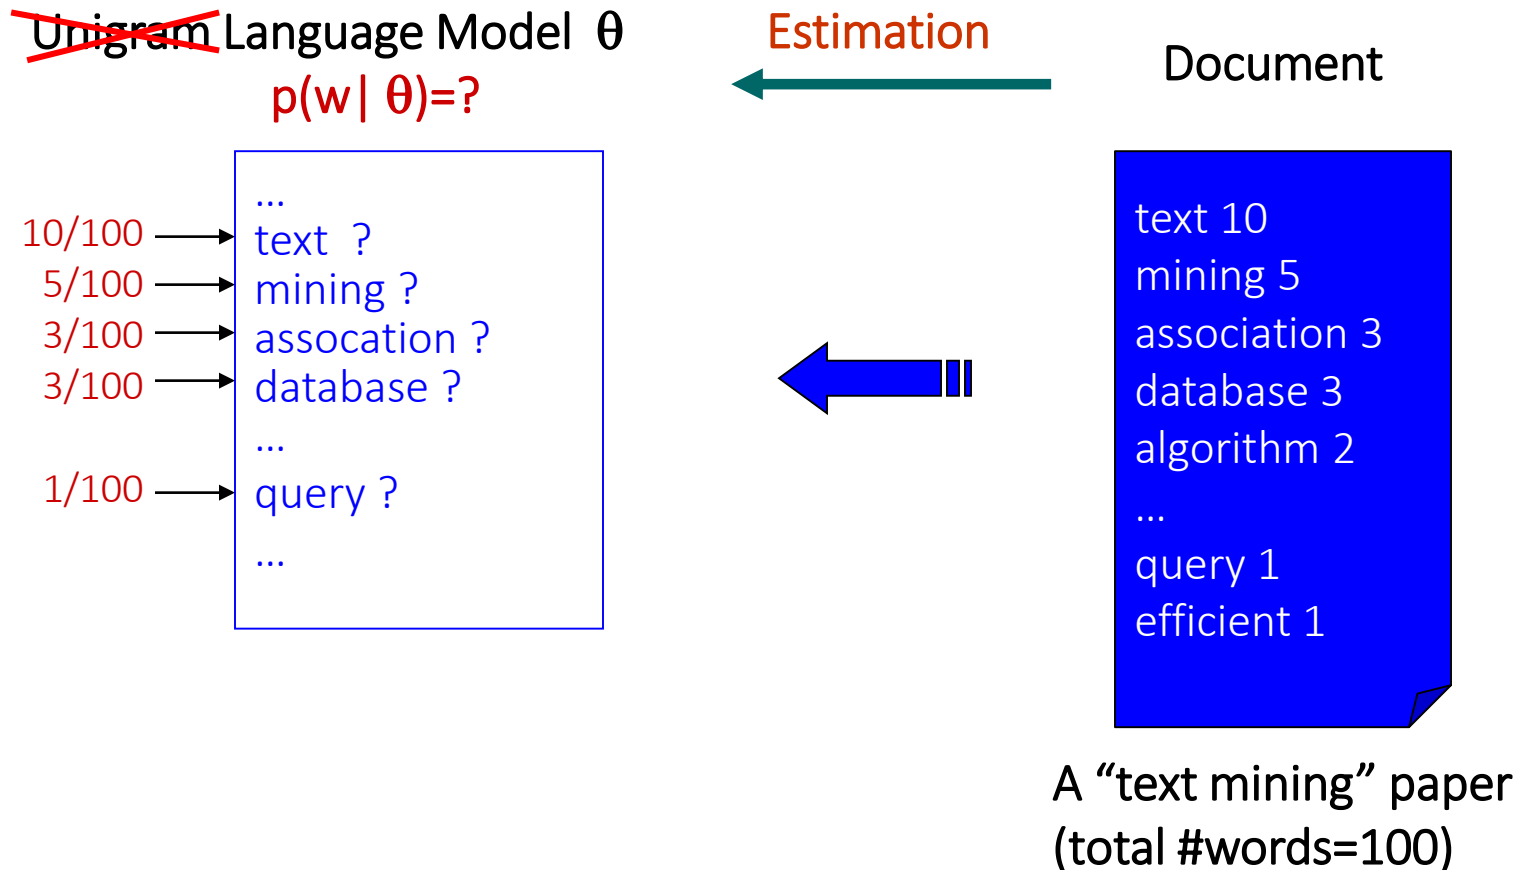 Unigram Language Model θ
p(w| θ)=?
Estimation
Document
...
10/100
text ?
5/100
mining ?
3/100
assocation ?
3/100
database ?
...
1/100
query ?
...
text 10
mining 5
association 3
database 3
algorithm 2
...
query 1
efficient 1
A “text mining” paper
(total #words=100)